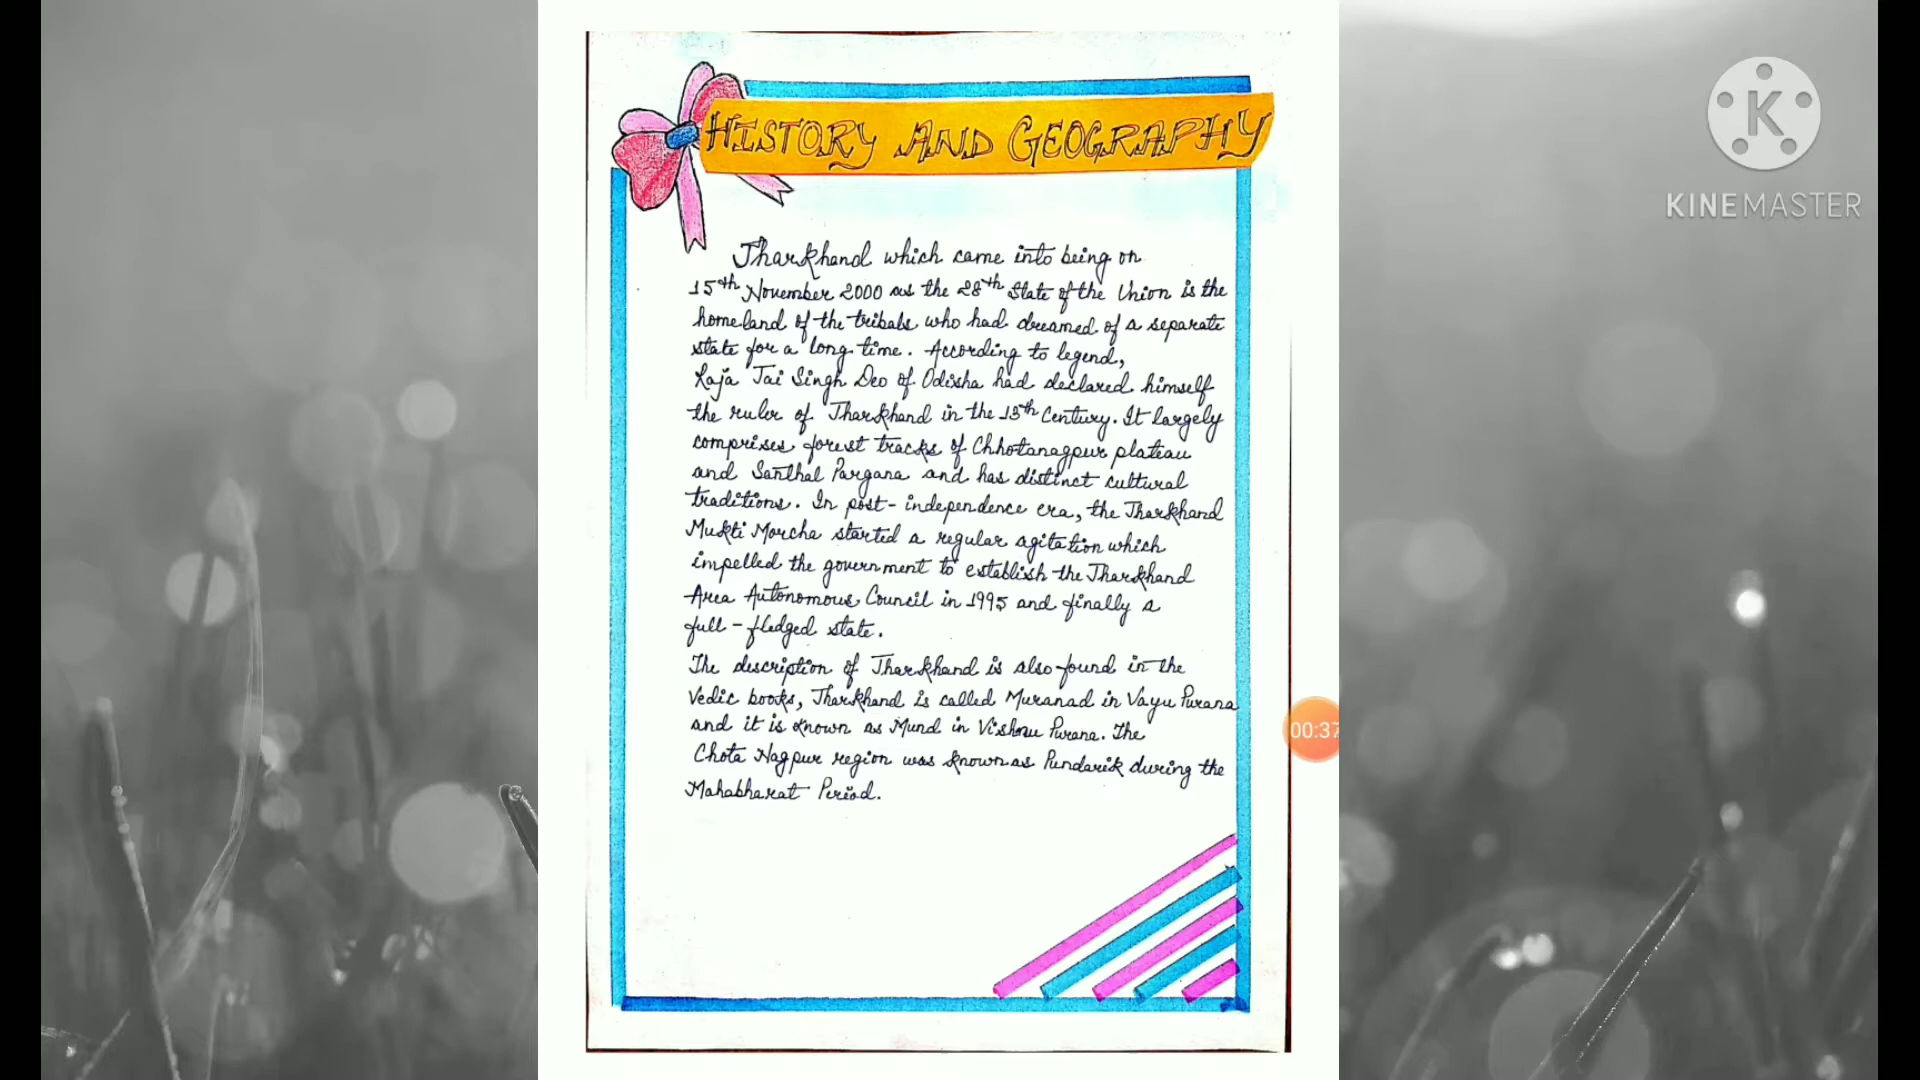 HISTORY AND GEOGRAPHY
Jharkhand which came into being on
15th November 2000 as the 28th State of the Union is the
homeland of the tribals who had dreamed of a separate
state for a long time. According to legend,
Raja Jai Singh Deo of Odisha had declared himself
the ruler of Jharkhand in the 13th Century. It largely
comprises forest tracks of Chhotanagpur plateau
and Santhal Pargana and has distinct cultural
traditions. In post-independence era, the Jharkhand
Mukti Morcha started a regular agitation which
impelled the government to establish the Jharkhand
Area Autonomous Council in 1995 and finally a
full-fledged state.
The description of Jharkhand is also found in the
Vedic books, Jharkhand is called Muranad in Vayu Purana
and it is known as Mund in Vishnu Purana. The
Chota Nagpur region was known as Pundarik during the
Mahabharat Period.
K
KINEMASTER
00:37